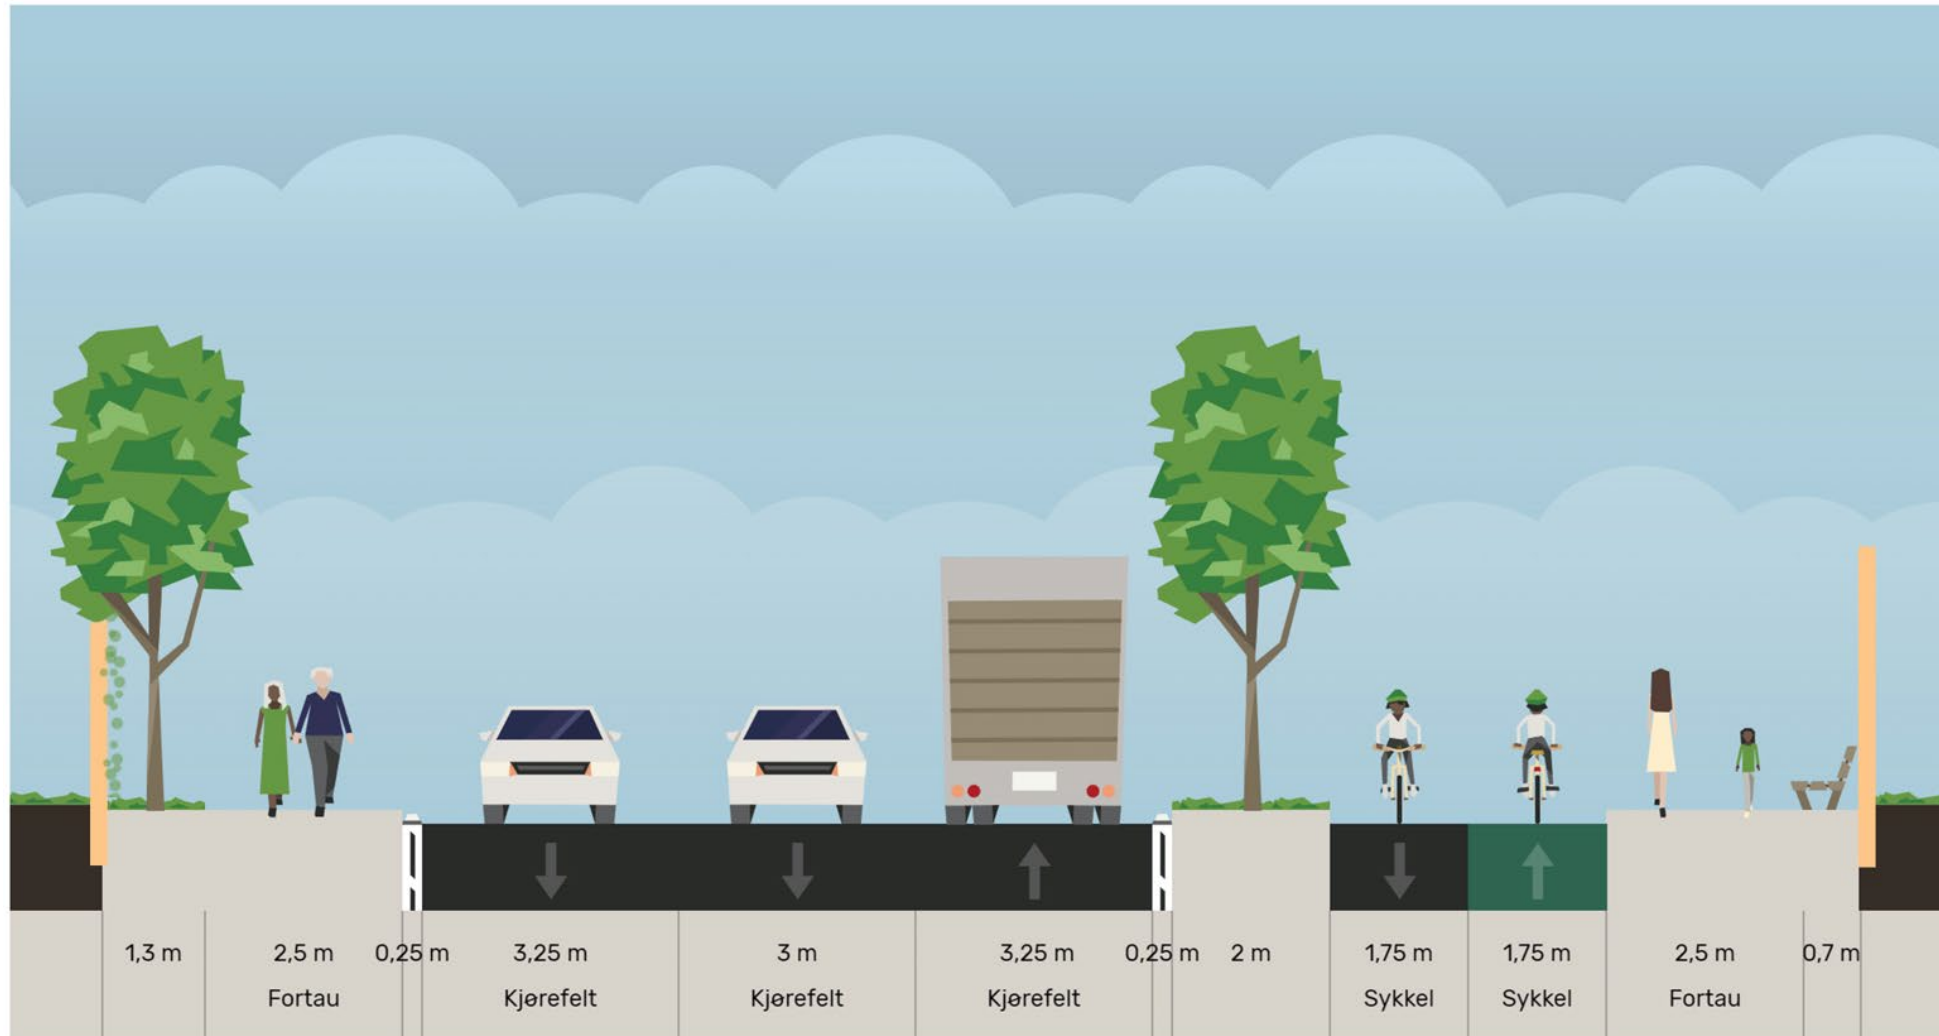 1,3 m
2,5 m
0,25 m
3,25 m
3 m
3,25 m
0,25 m
2 m
1,75 m
1,75 m
2,5 m
0,7 m
Fortau
Kjørefelt
Kjørefelt
Kjørefelt
Sykkel
Sykkel
Fortau